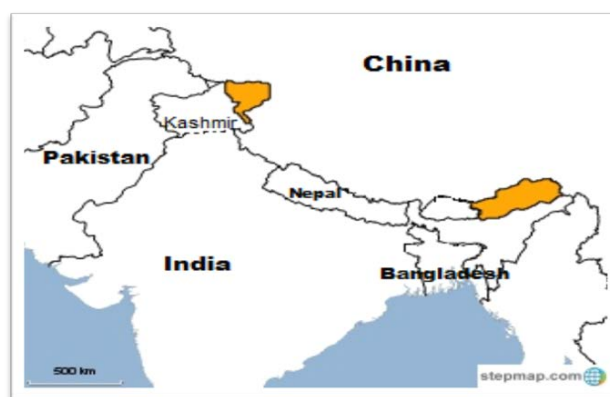 China
Kashmir
Pakistan
Nepal
India
Bangladesh
500 km
stepmap.com